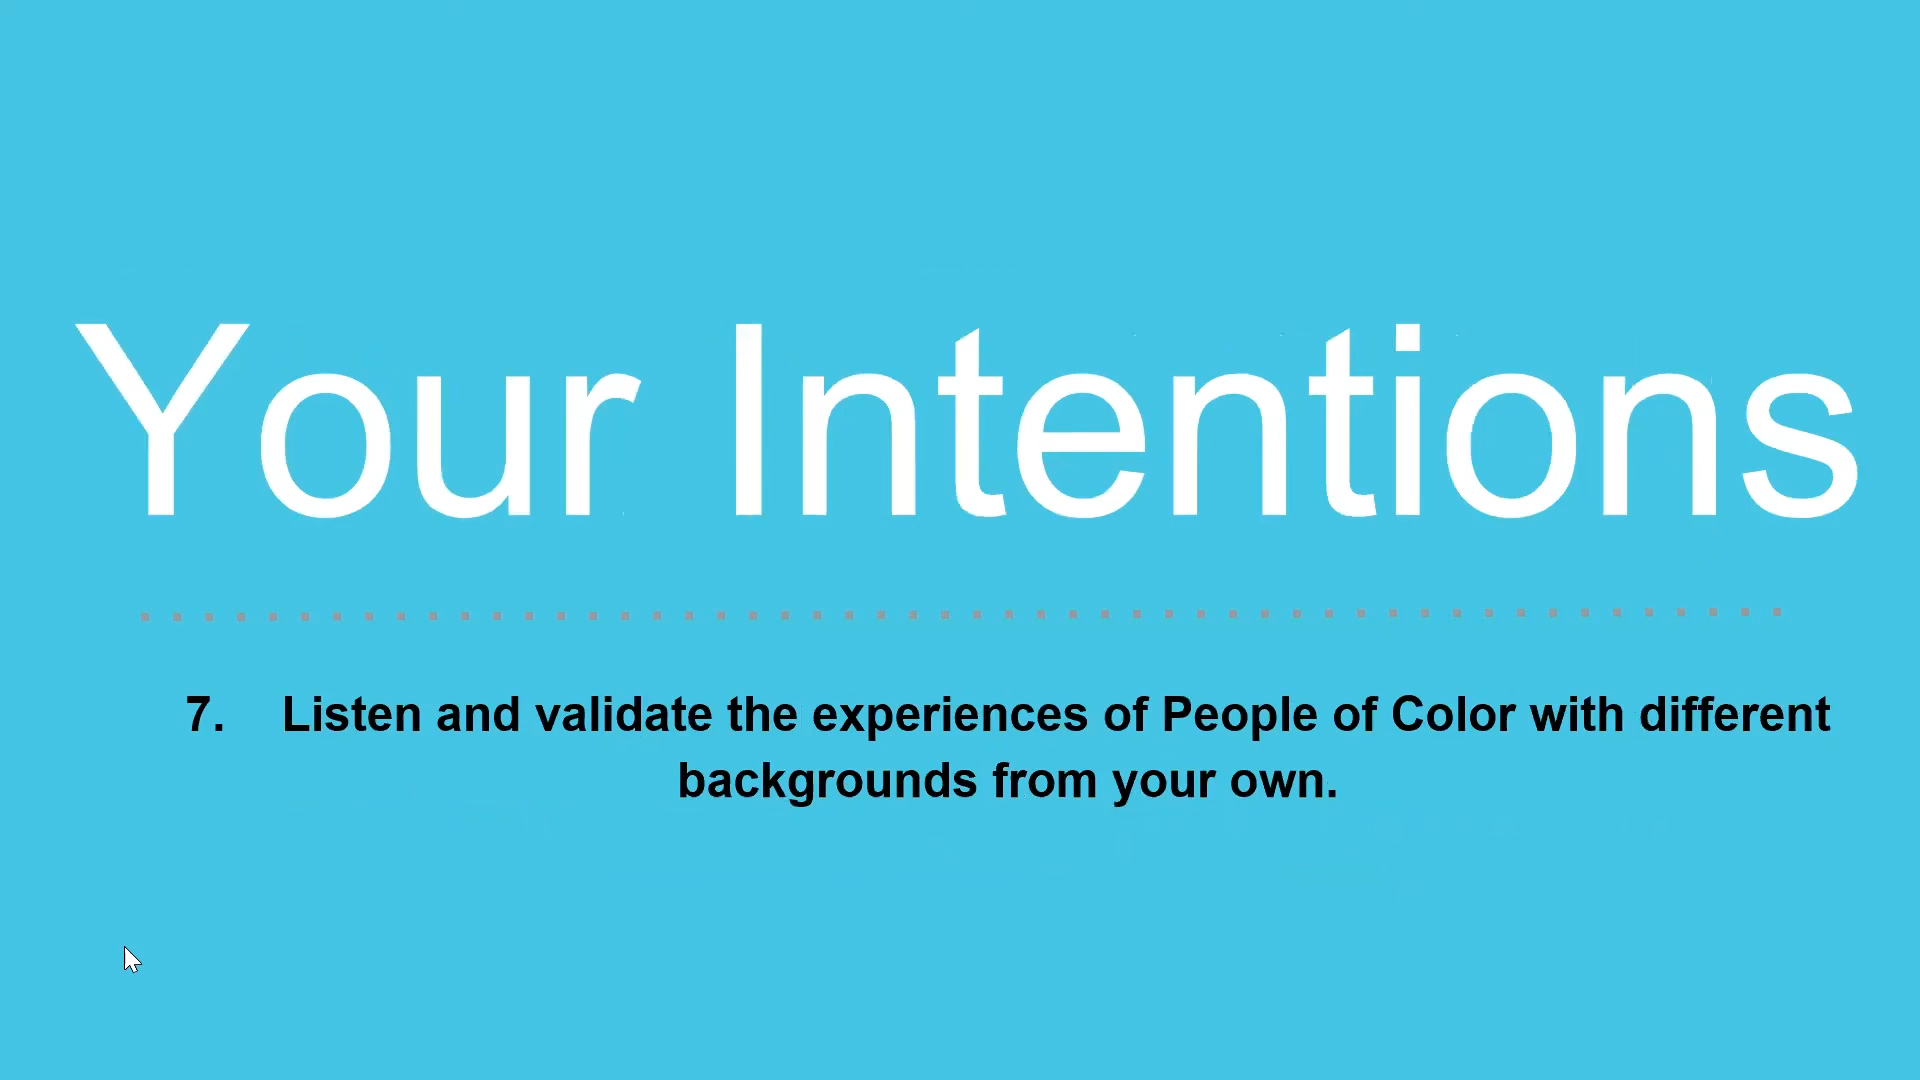 Your Intentions
7. Listen and validate the experiences of People of Color with different
backgrounds from your own.